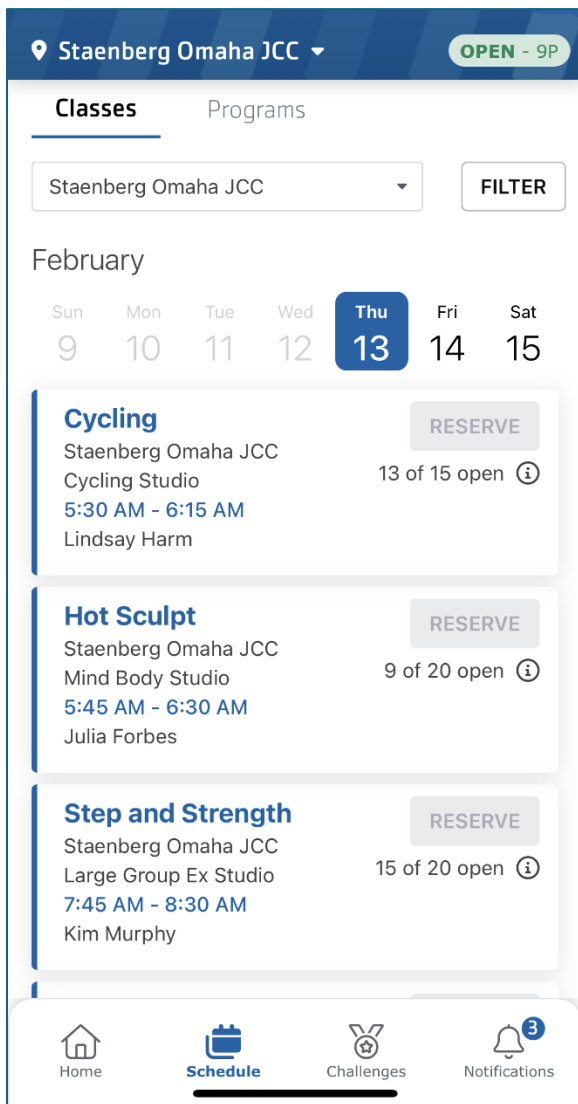 Staenberg Omaha JCC
OPEN - 9P
Classes
Programs
Staenberg Omaha JCC
FILTER
February
Sun Mon Tue Wed Thu Fri Sat
9 10 11 12 13 14 15
Cycling
RESERVE
Staenberg Omaha JCC
13 of 15 open
Cycling Studio
5:30 AM - 6:15 AM
Lindsay Harm
Hot Sculpt
RESERVE
Staenberg Omaha JCC
9 of 20 open
Mind Body Studio
5:45 AM - 6:30 AM
Julia Forbes
Step and Strength
RESERVE
Staenberg Omaha JCC
15 of 20 open
Large Group Ex Studio
7:45 AM - 8:30 AM
Kim Murphy
3
Home Schedule Challenges Notifications